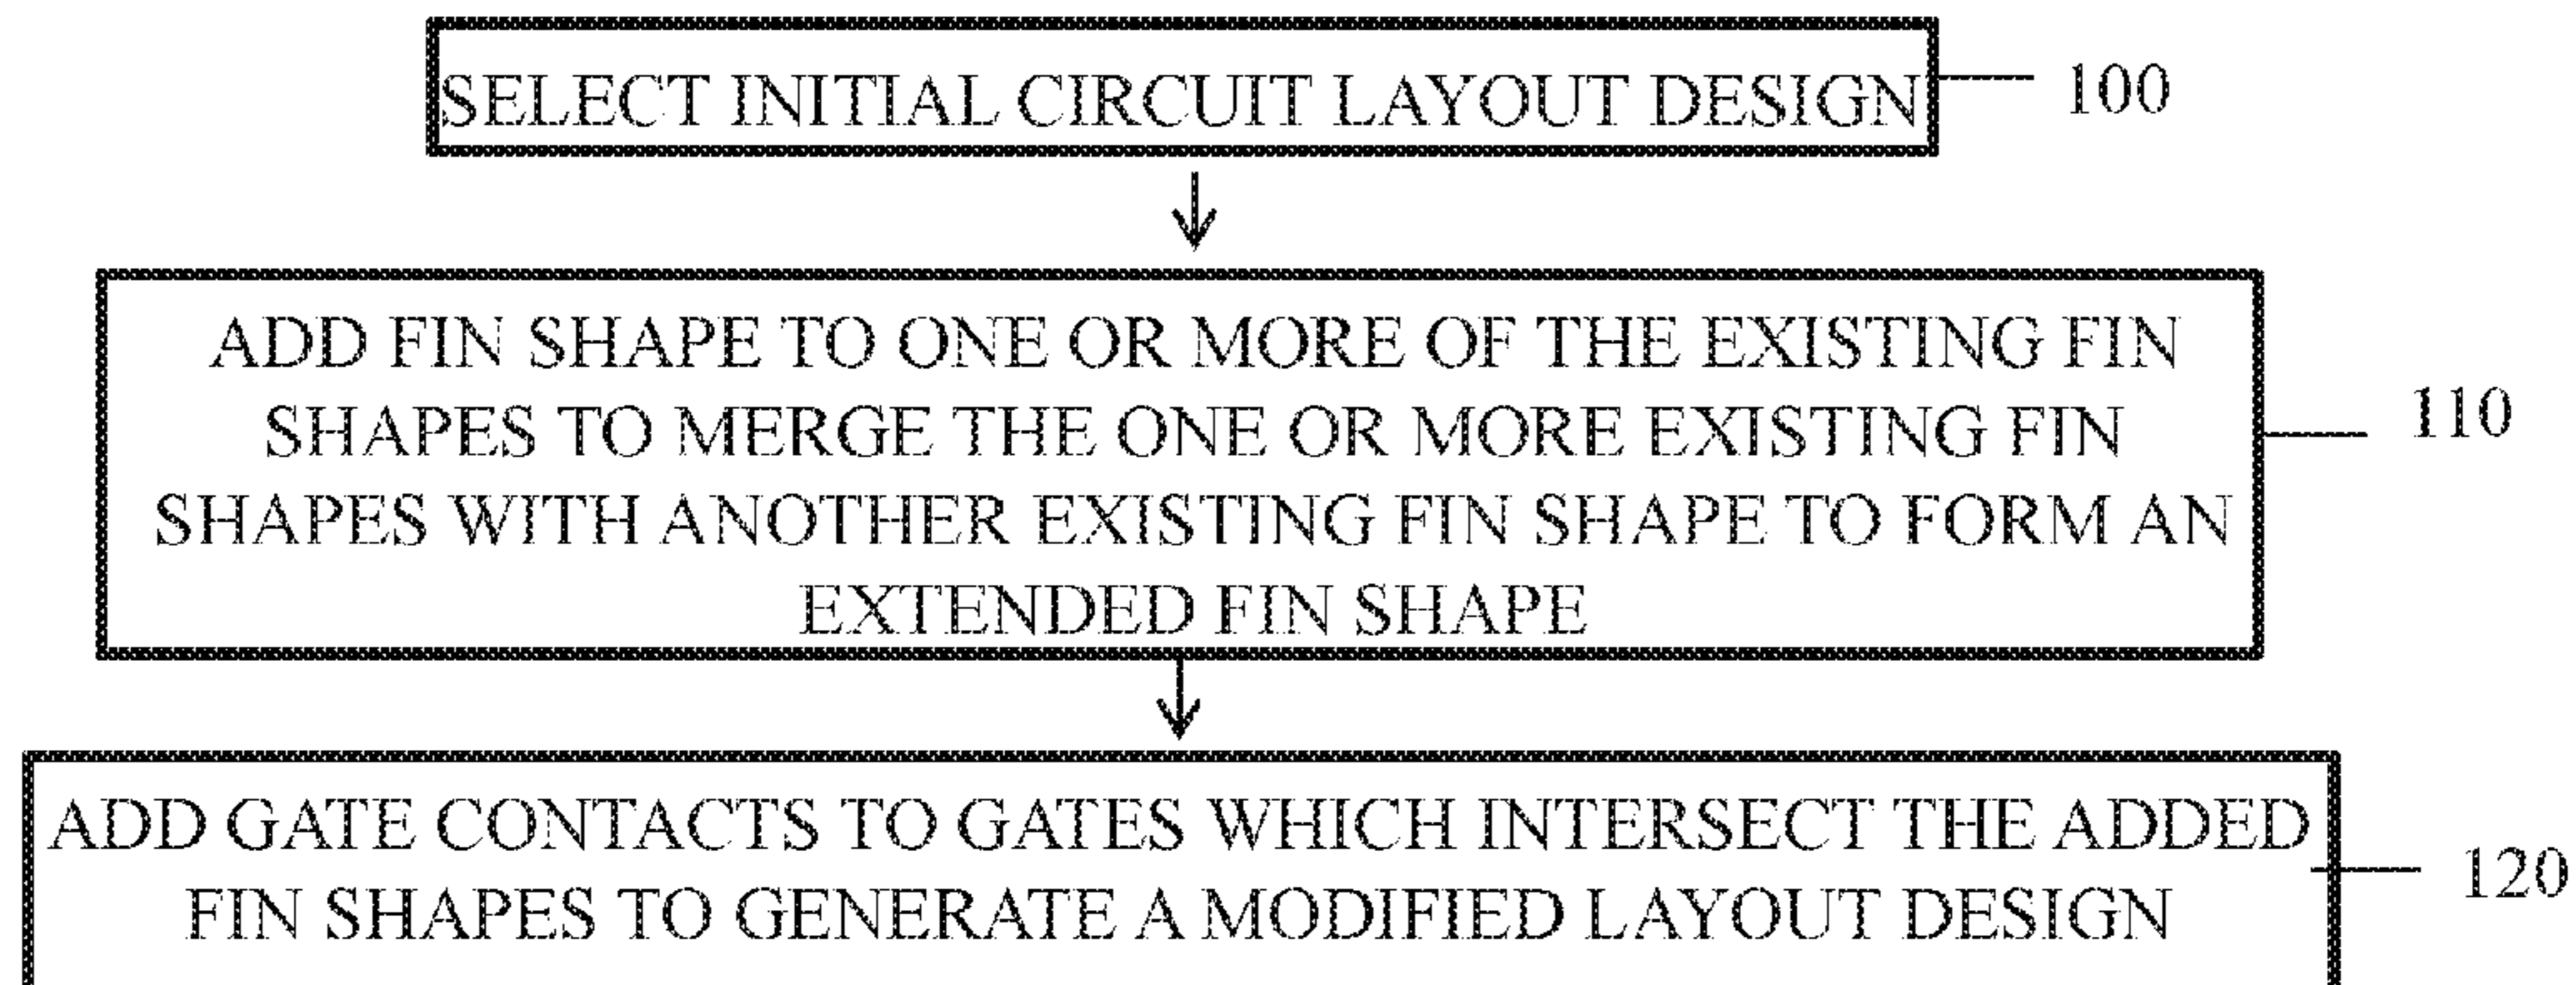 SELECT INITIAL CIRCUIT LAYOUT DESIGN
100
ADD FIN SHAPE TO ONE OR MORE OF THE EXISTING FIN
SHAPES TO MERGE THE ONE OR MORE EXISTING FIN
SHAPES WITH ANOTHER EXISTING FIN SHAPE TO FORM AN
EXTENDED FIN SHAPE
110
ADD GATE CONTACTS TO GATES WHICH INTERSECT THE ADDED
FIN SHAPES TO GENERATE A MODIFIED LAYOUT DESIGN
120